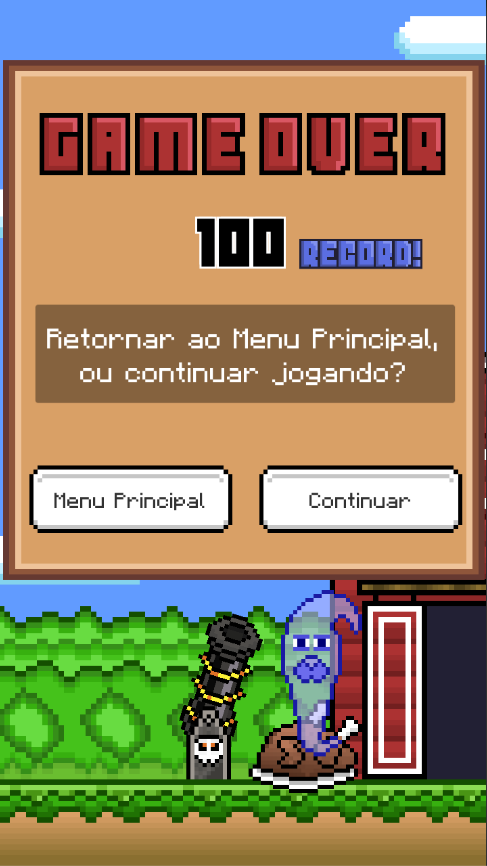 GAME OVER
100 RECORD!
Retornar ao Menu Principal,
ou continuar jogando?
Menu Principal Continuar